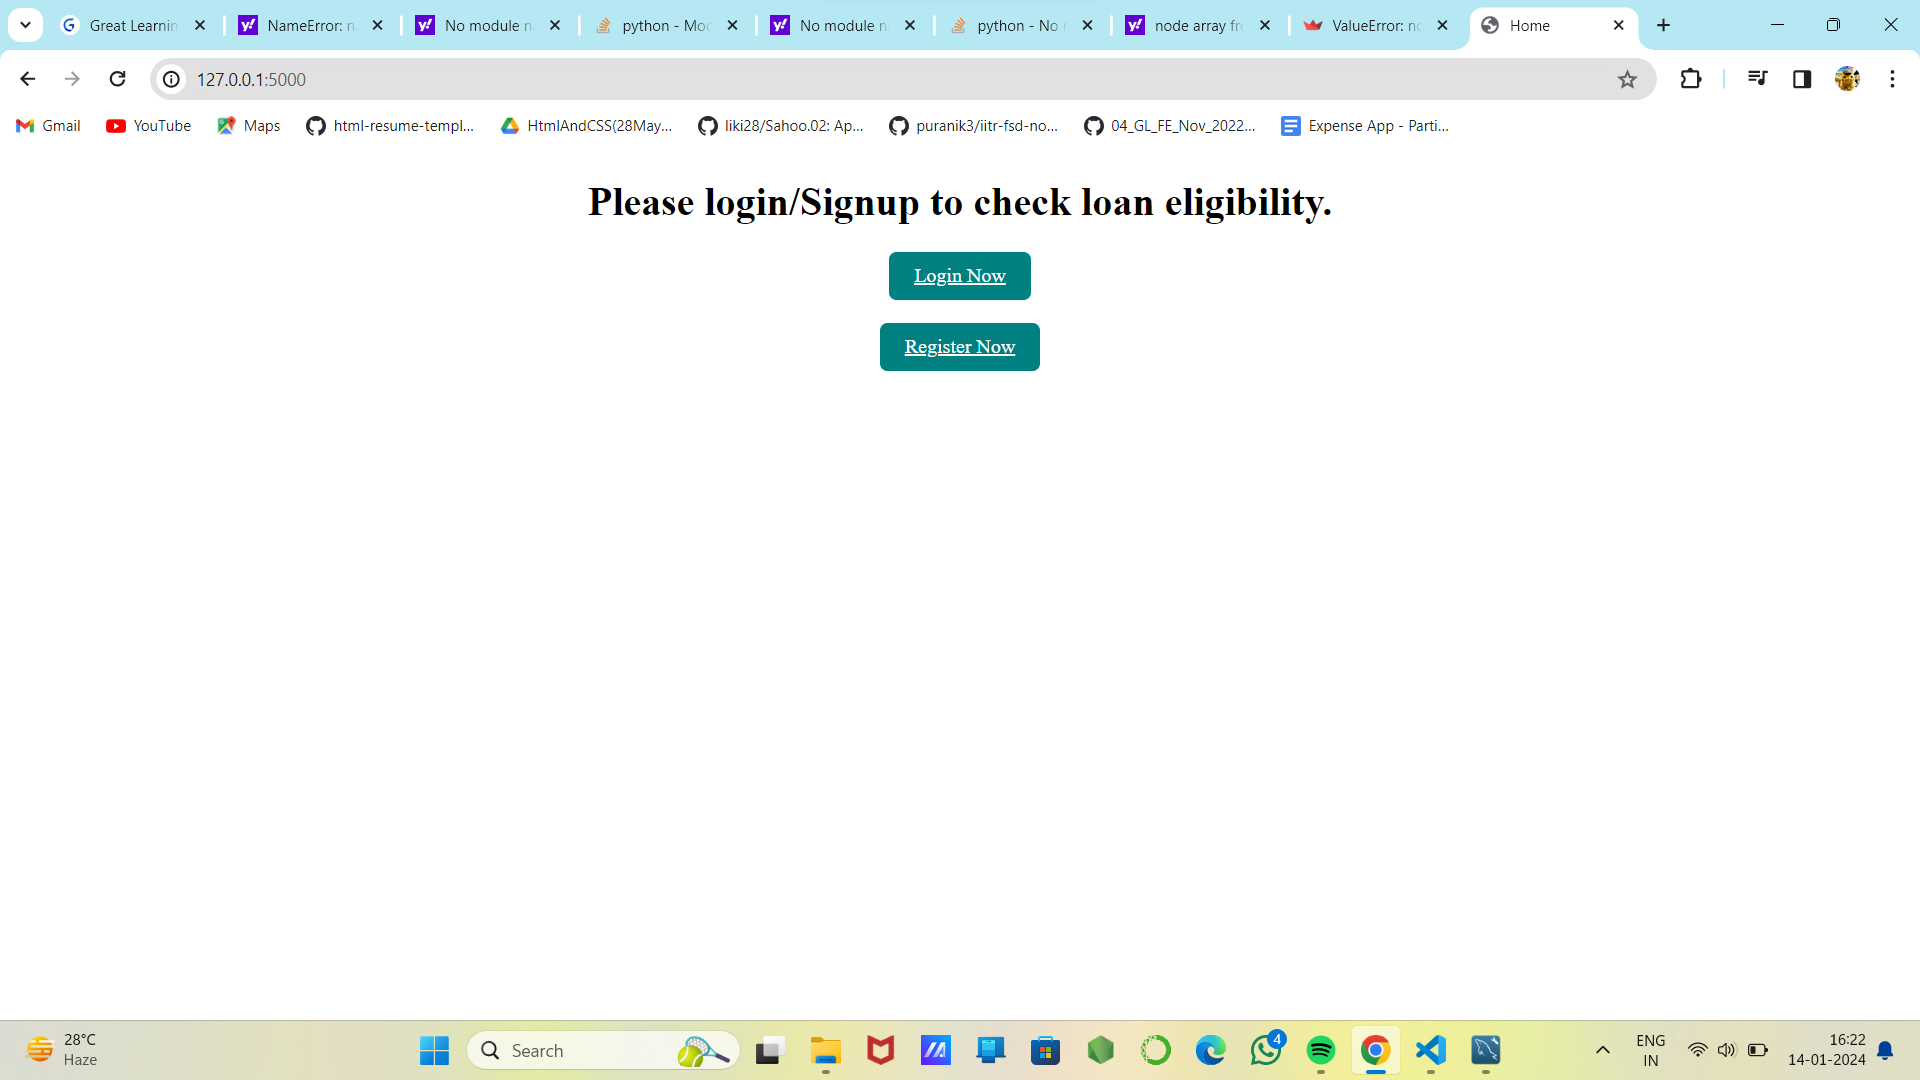 Great Learnin
NameError: n
No module n
python - Mod
No module n
python - No r
node array fr
ValueError: no
Home
127.0.0.1:5000
Gmail
YouTube
Maps
html-resume-templ...
HtmlAndCSS(28May...
liki28/Sahoo.02: Ap...
puranik3/iitr-fsd-no...
04_GL_FE_Nov_2022...
Expense App - Parti...
Please login/Signup to check loan eligibility.
Login Now
Register Now
28°C
Haze
Search
4
ENG
IN
16:22
14-01-2024